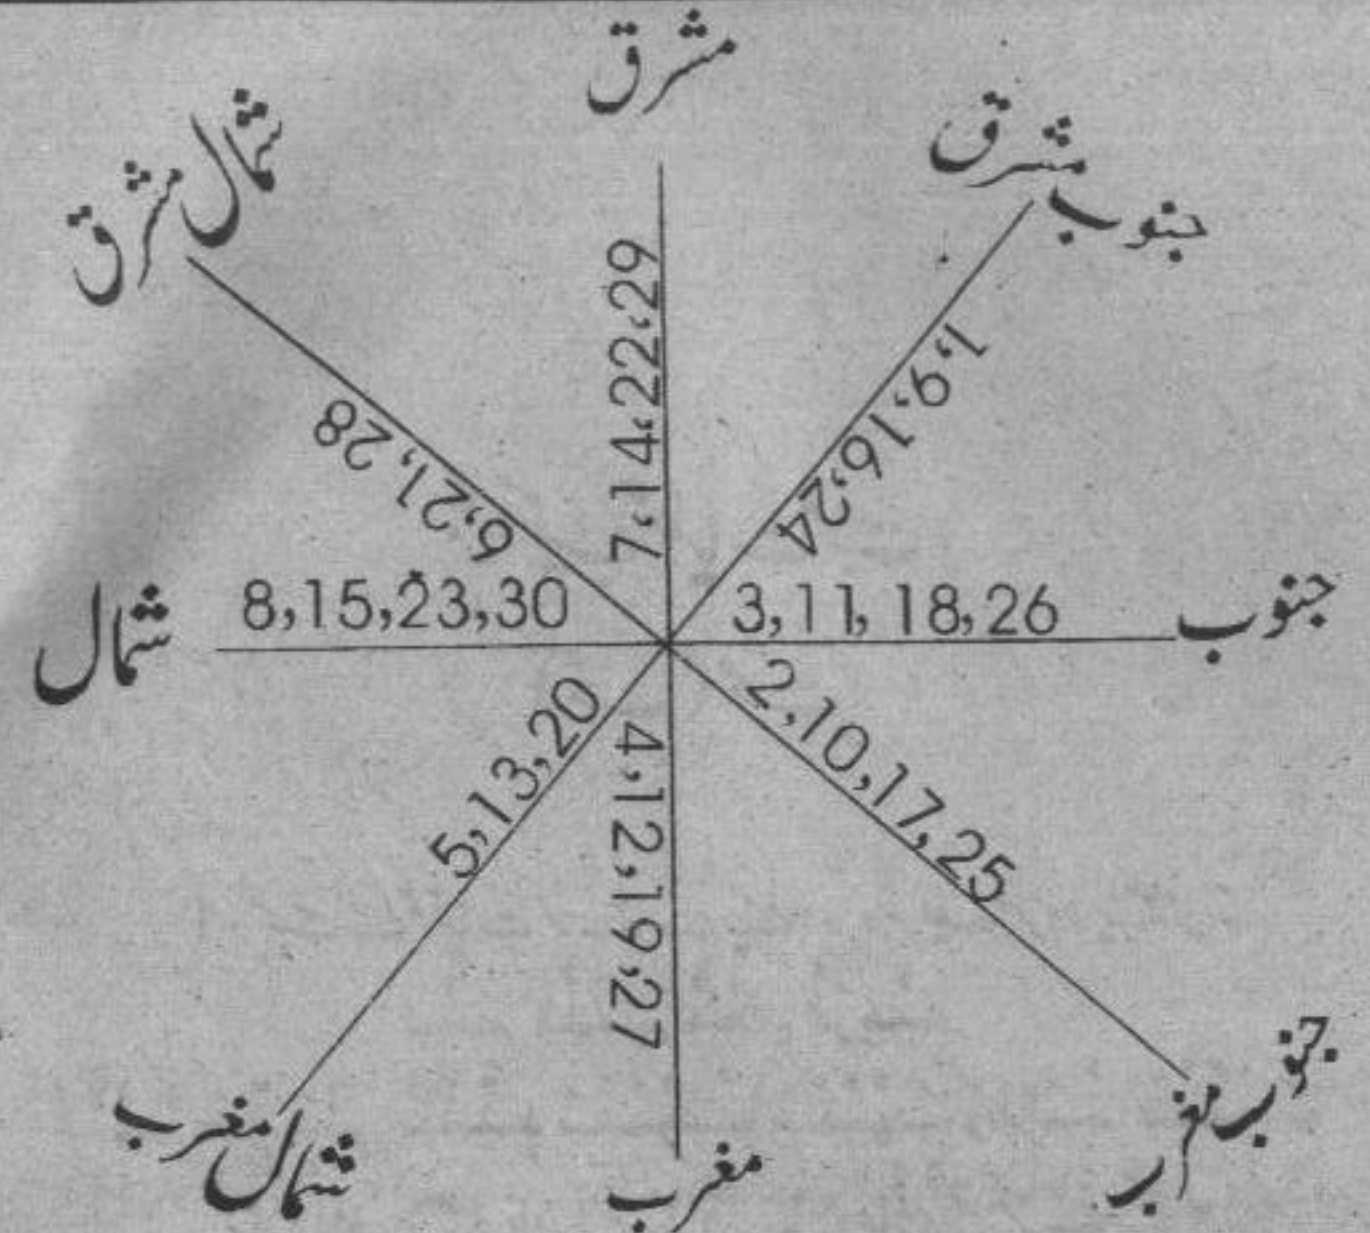 مشرق
جنوب مشرق
شمال مشرق
7,14,22,29
1,9,16,24
6,21,28
شمال
8,15,23,30
3,11,18,26
جنوب
5,13,20
4,12,19,27
2,10,17,25
شمال مغرب
مغرب
جنوب مغرب